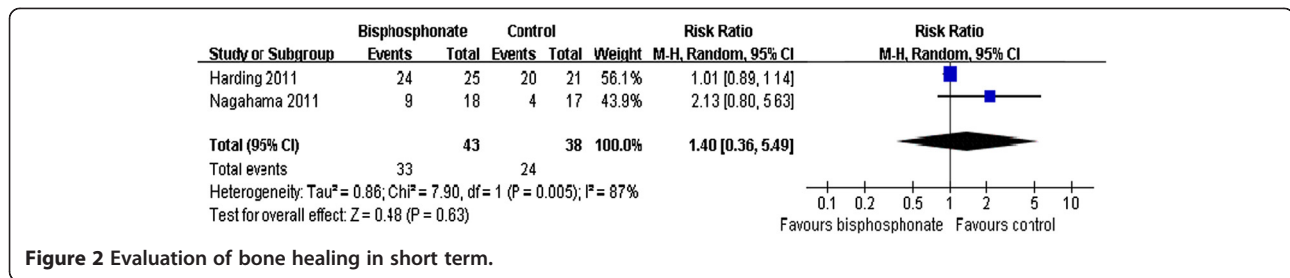 Bisphosphonate Control Risk Ratio Risk Ratio
Study or Subgroup Events Total Events Total Weight M-H, Random, 95% CI M-H, Random, 95% CI
Harding 2011 24 25 20 21 56.1% 1.01 [0.89, 1.14]
Nagahama 2011 9 18 4 17 43.9% 2.13 [0.80, 5.63]
Total (95% CI) 43 38 100.0% 1.40 [0.36, 5.49]
Total events 33 24
Heterogeneity: Tau² = 0.86; Chi² = 7.90, df = 1 (P = 0.005); I² = 87%
Test for overall effect: Z = 0.48 (P = 0.63)
0.1 0.2 0.5 1 2 5 10
Favours bisphosphonate Favours control
Figure 2 Evaluation of bone healing in short term.